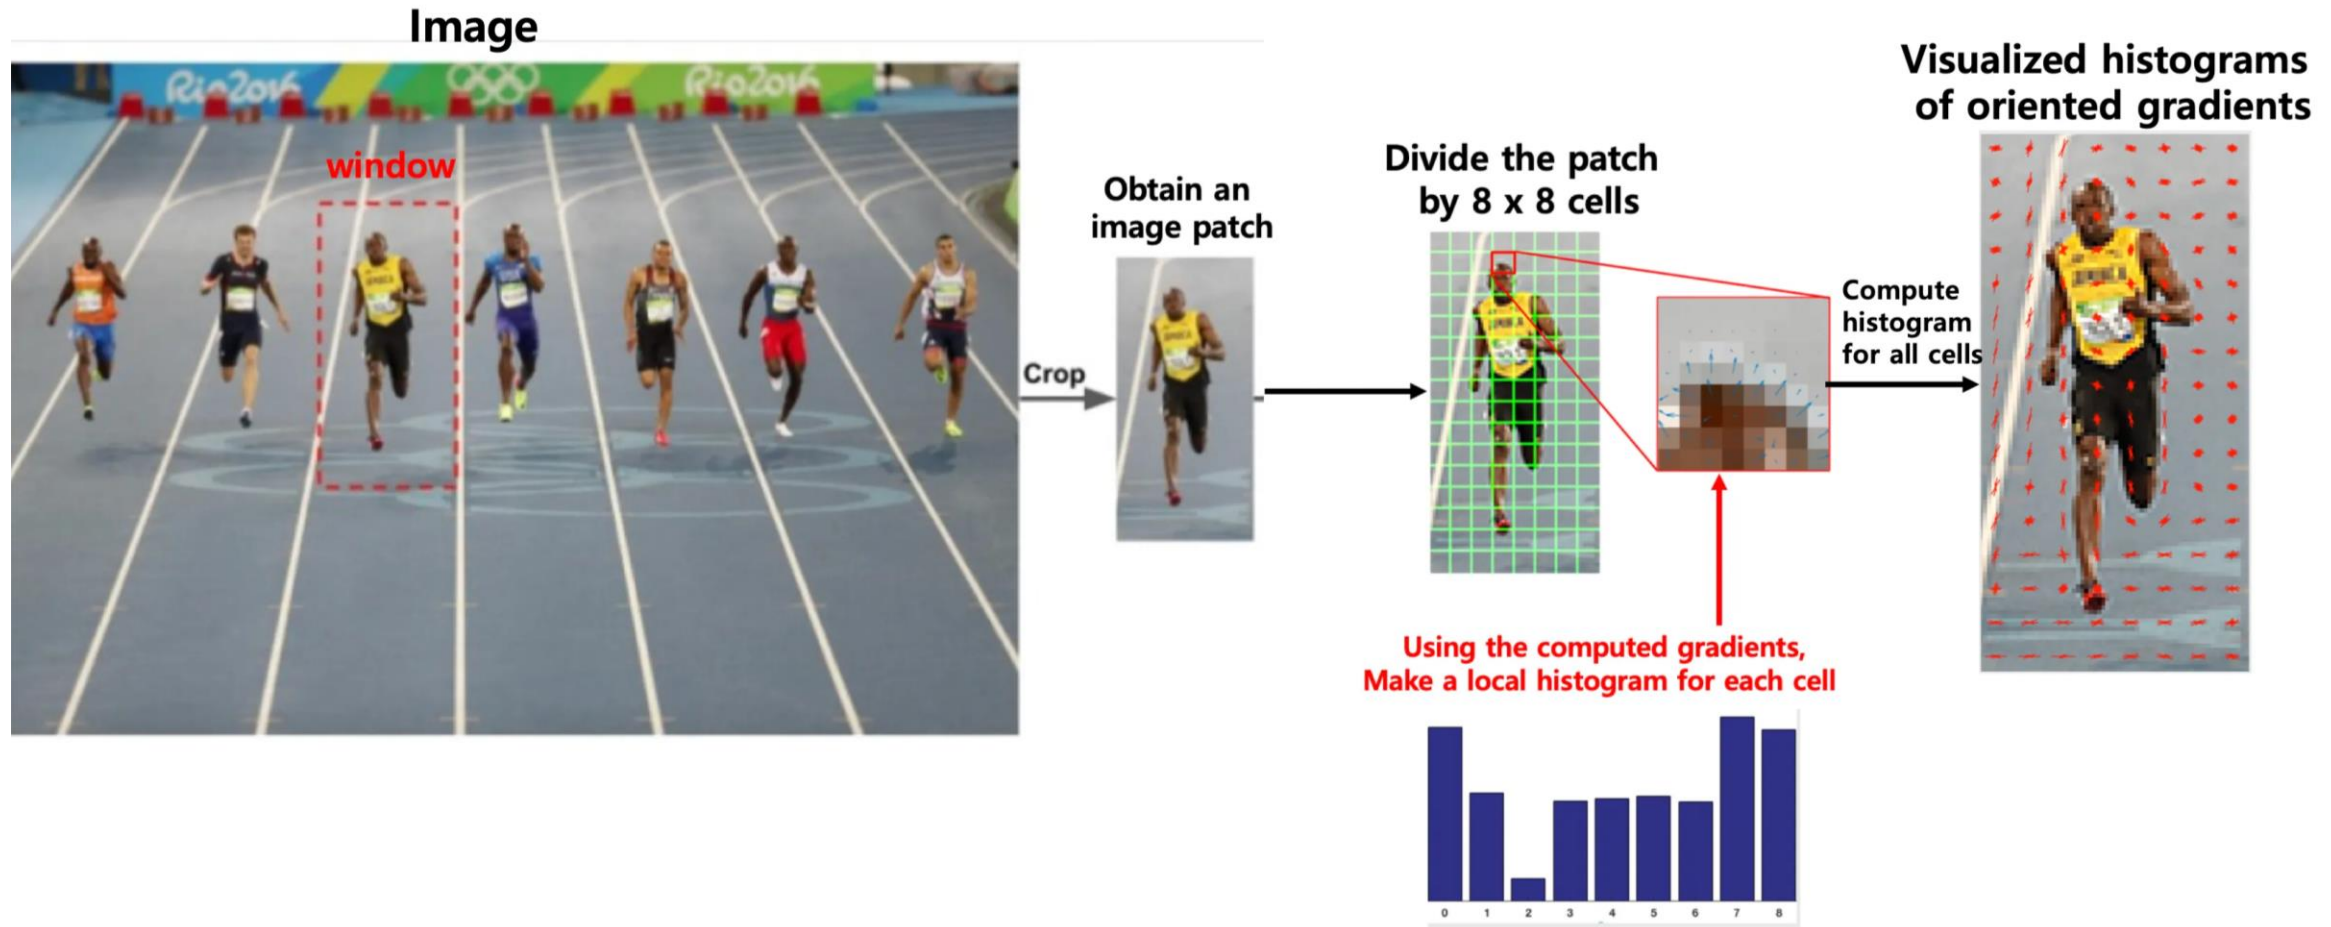 Image
Rio2016
Rio2016
window
Crop
Obtain an
image patch
Divide the patch
by 8 x 8 cells
Compute
histogram
for all cells
Visualized histograms
of oriented gradients
Using the computed gradients,
Make a local histogram for each cell
0 1 2 3 4 5 6 7 8